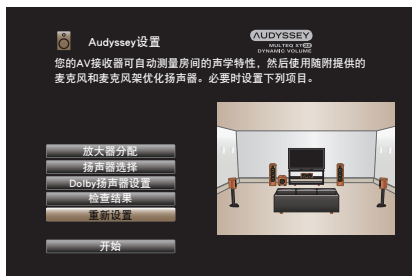 Audyssey设置
AUDYSSEY
MULTEQ XT32
DYNAMIC VOLUME
您的AV接收器可自动测量房间的声学特性，然后使用随附提供的
麦克风和麦克风架优化扬声器。必要时设置下列项目。
放大器分配
扬声器选择
Dolby扬声器设置
检查结果
重新设置
开始